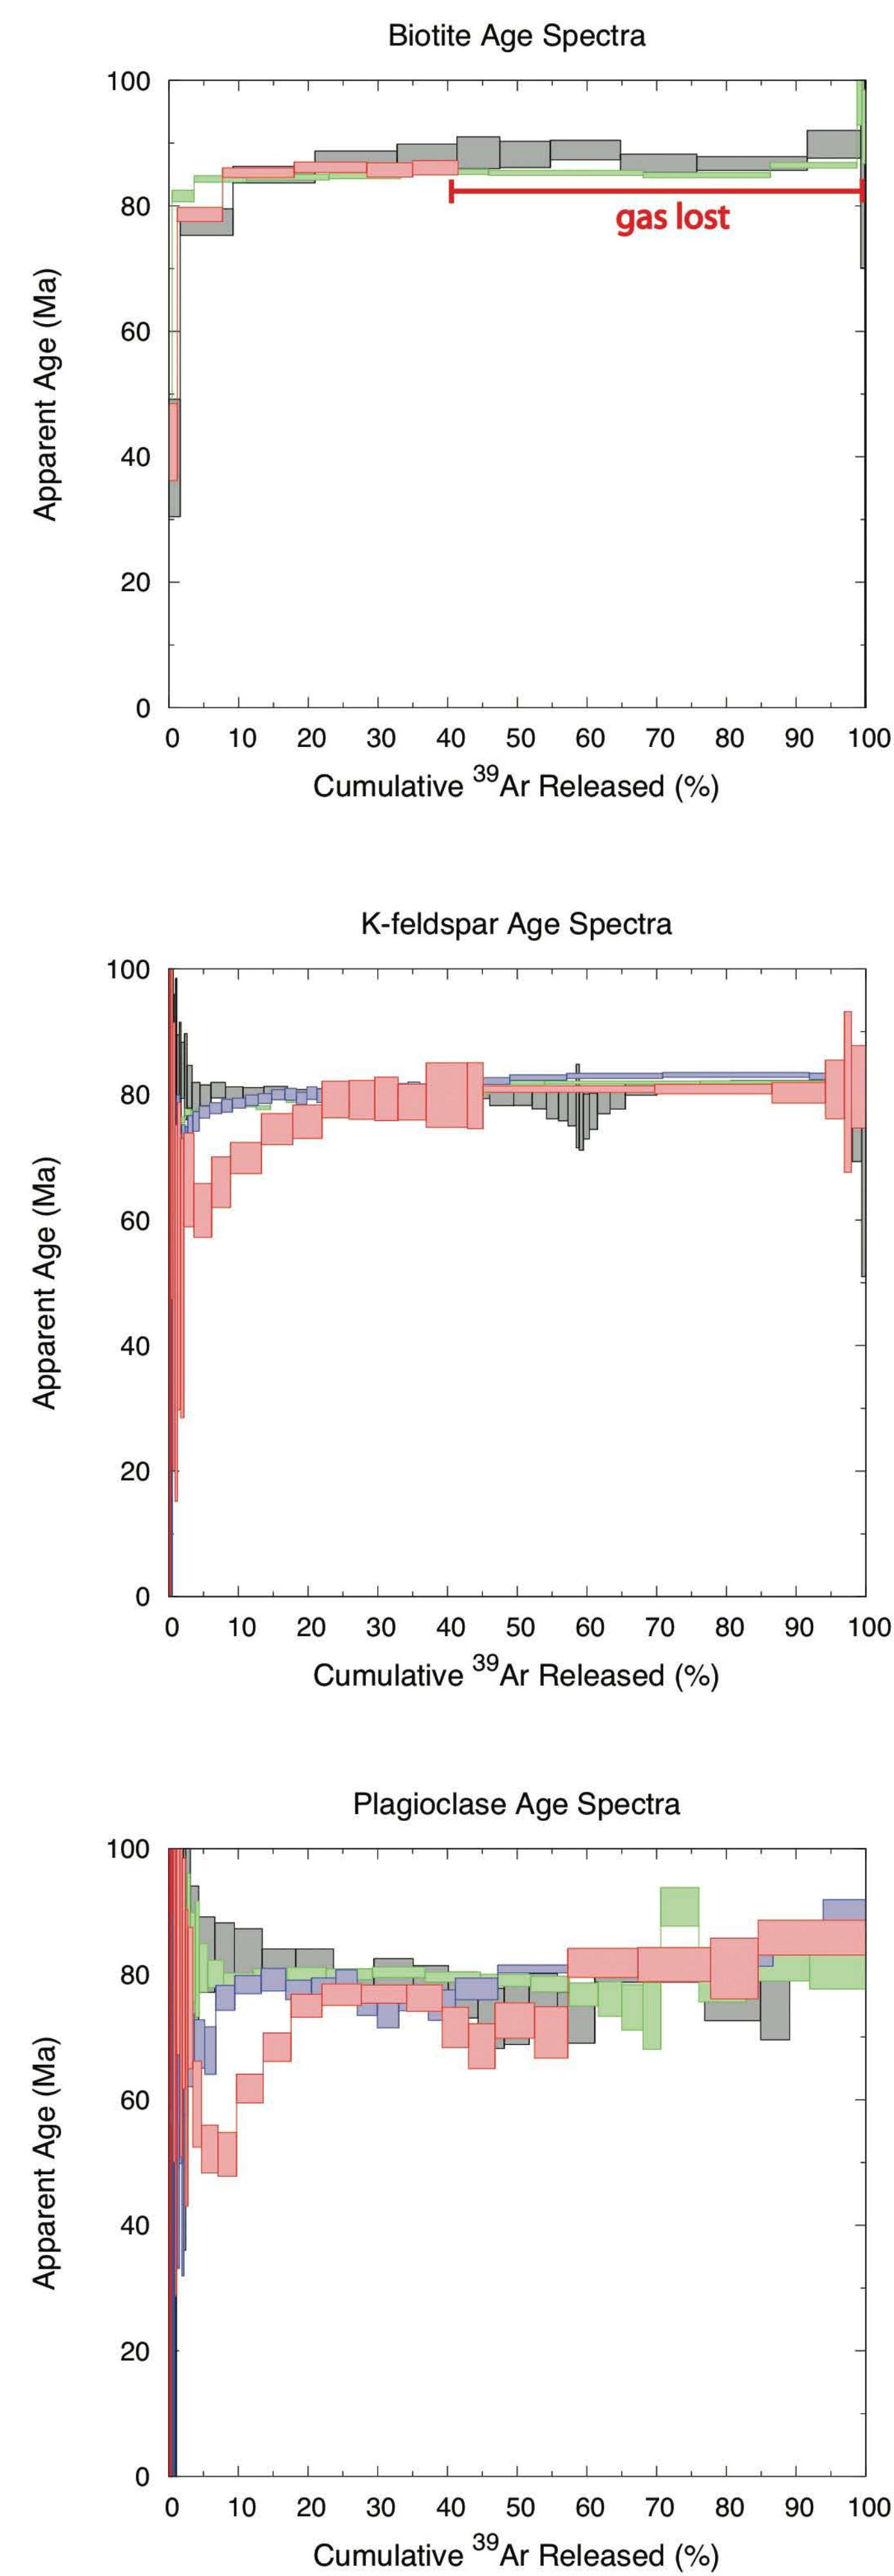 Biotite Age Spectra
100
80
60
40
20
0
Apparent Age (Ma)
gas lost
0 10 20 30 40 50 60 70 80 90 100
Cumulative ³⁹Ar Released (%)
K-feldspar Age Spectra
100
80
60
40
20
0
Apparent Age (Ma)
0 10 20 30 40 50 60 70 80 90 100
Cumulative ³⁹Ar Released (%)
Plagioclase Age Spectra
100
80
60
40
20
0
Apparent Age (Ma)
0 10 20 30 40 50 60 70 80 90 100
Cumulative ³⁹Ar Released (%)